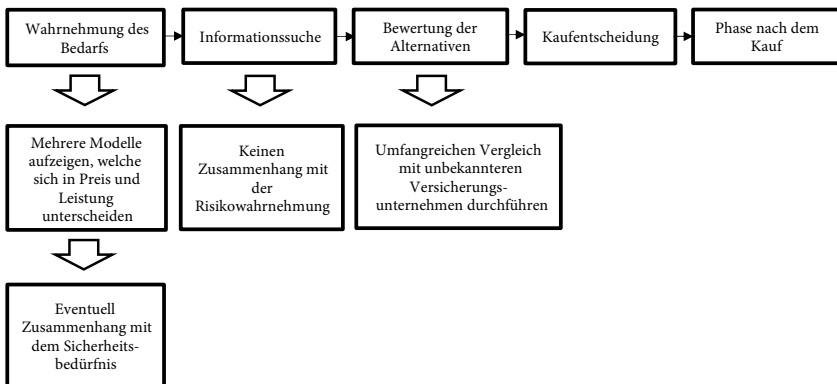 Wahrnehmung des
Bedarfs
Informationssuche
Bewertung der
Alternativen
Kaufentscheidung
Phase nach dem
Kauf
Mehrere Modelle
aufzeigen, welche
sich in Preis und
Leistung
unterscheiden
Keinen
Zusammenhang mit
der
Risikowahrnehmung
Umfangreichen Vergleich
mit unbekannteren
Versicherungs-
unternehmen durchführen
Eventuell
Zusammenhang mit
dem Sicherheits-
bedürfnis